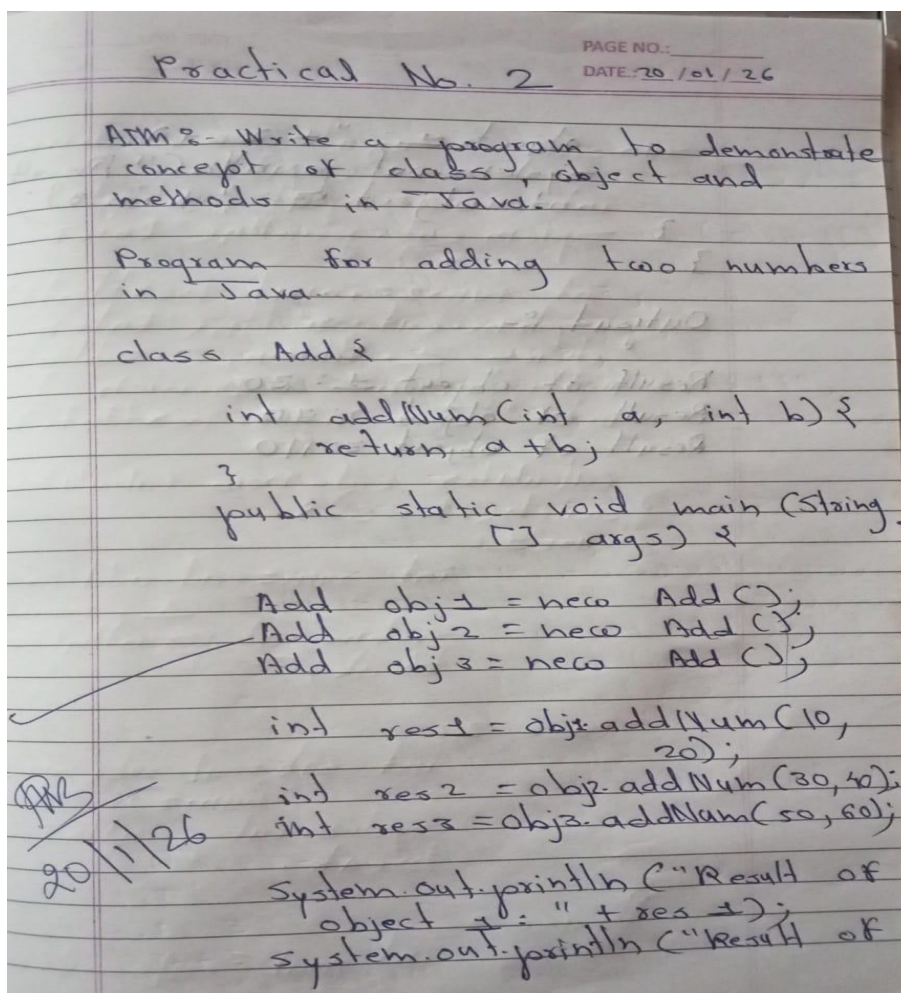 Practical No. 2
PAGE NO.:
DATE: 20/01/26
AIM :- Write a program to demonstrate
concept of class, object and
methods in Java.
Program for adding two numbers
in Java
class Add {
int addNum(int a, int b) {
return a+b;
}
public static void main (String
[] args) {
Add obj1 = new Add ();
Add obj2 = new Add ();
Add obj3 = new Add ();
int res1 = obj1.addNum(10,
20);
int res2 = obj2.addNum(30,40);
int res3 = obj3.addNum(50,60);
20/1/26
System.out.println ("Result of
object 1: " + res1);
System.out.println ("Result of